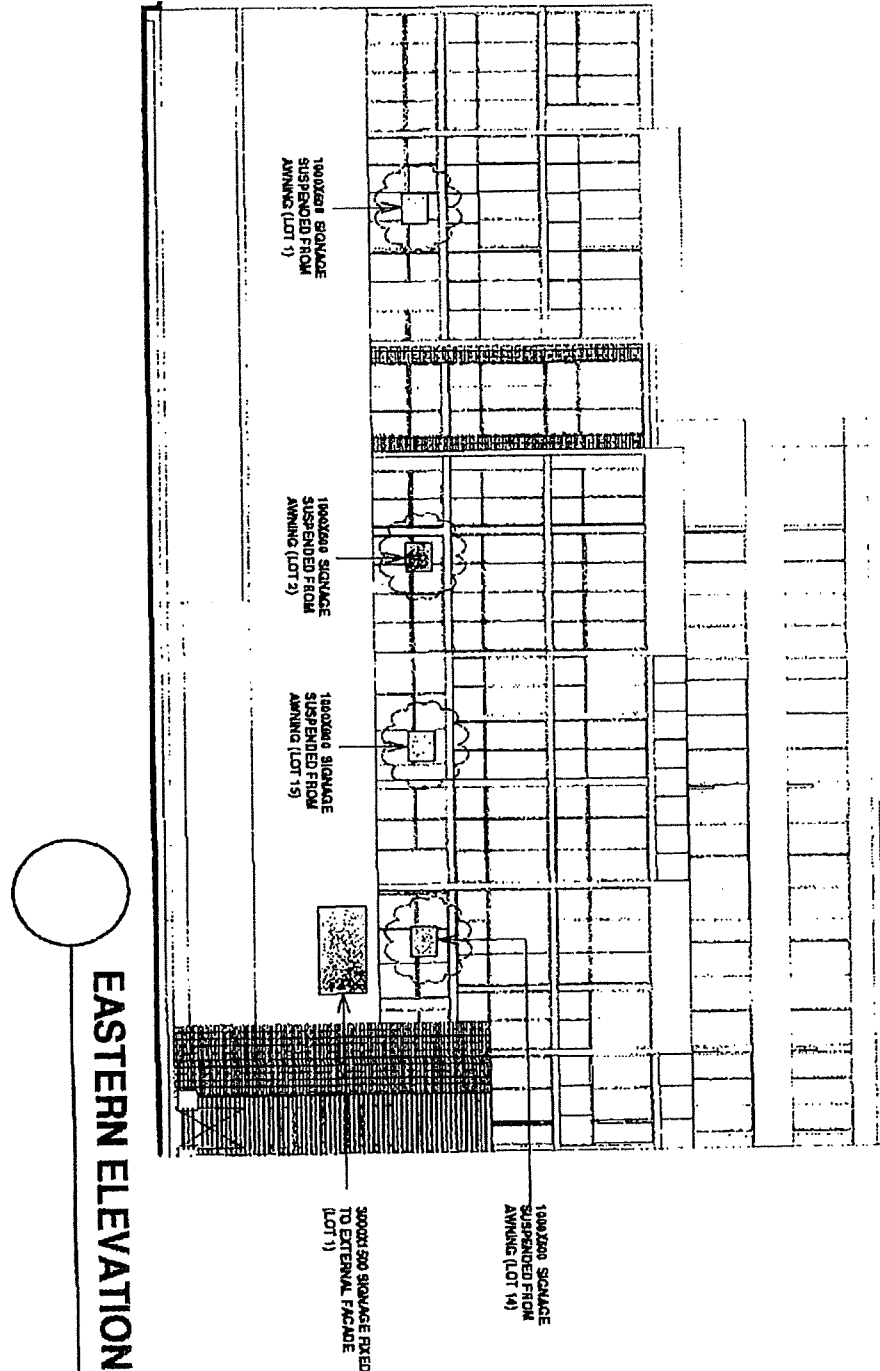 1000X600 SIGNAGE
SUSPENDED FROM
AWNING (LOT 1)
1000X600 SIGNAGE
SUSPENDED FROM
AWNING (LOT 2)
1000X600 SIGNAGE
SUSPENDED FROM
AWNING (LOT 15)
1000X600 SIGNAGE
SUSPENDED FROM
AWNING (LOT 14)
3000X1500 SIGNAGE FIXED
TO EXTERNAL FACADE
(LOT 1)
EASTERN ELEVATION